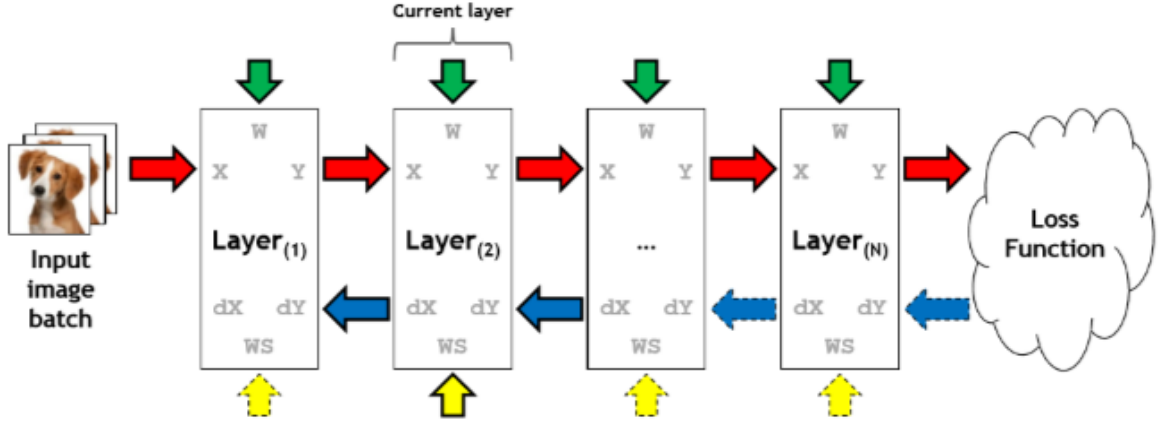 Current layer
W
W
W
W
X Y
X Y
X Y
X Y
Layer(1)
Layer(2)
...
Layer(N)
Loss
Function
Input
image
batch
dX dY
dX dY
dX dY
dX dY
WS
WS
WS
WS